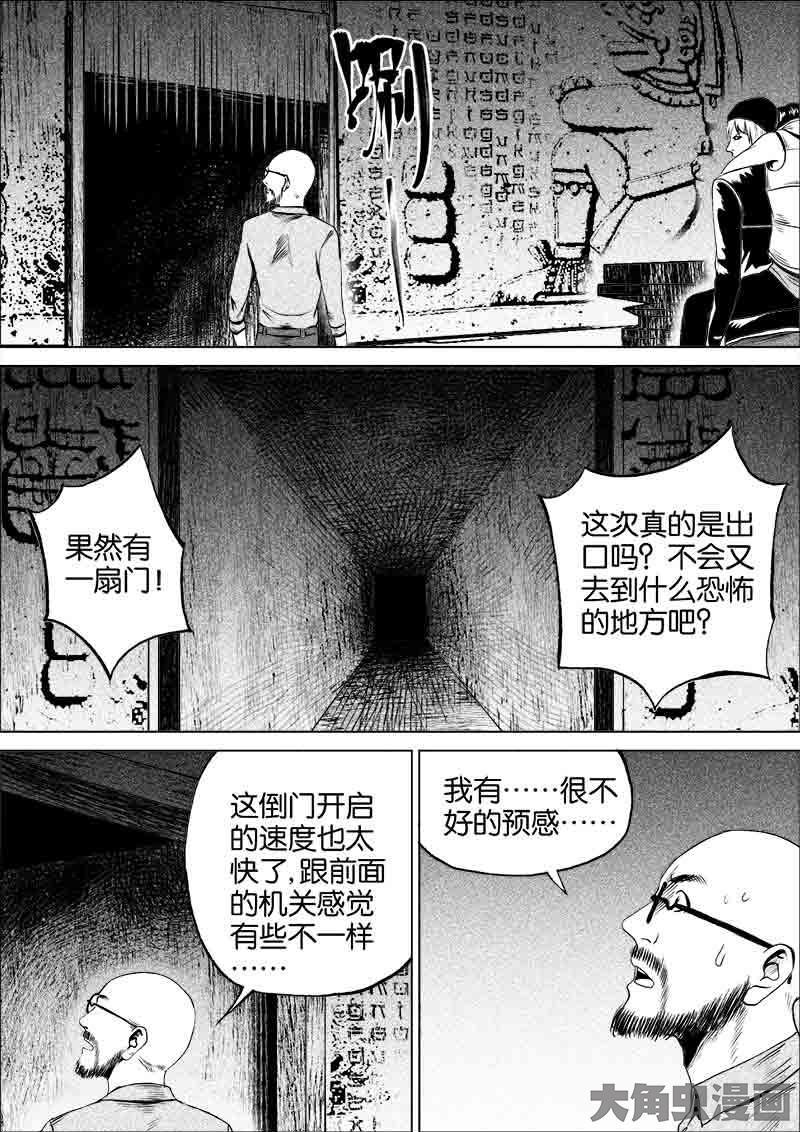 唰
果然有
一扇门！
这次真的是出
口吗？不会又
去到什么恐怖
的地方吧？
这倒门开启
的速度也太
快了,跟前面
的机关感觉
有些不一样
……
我有……很不
好的预感……
大角虫漫画